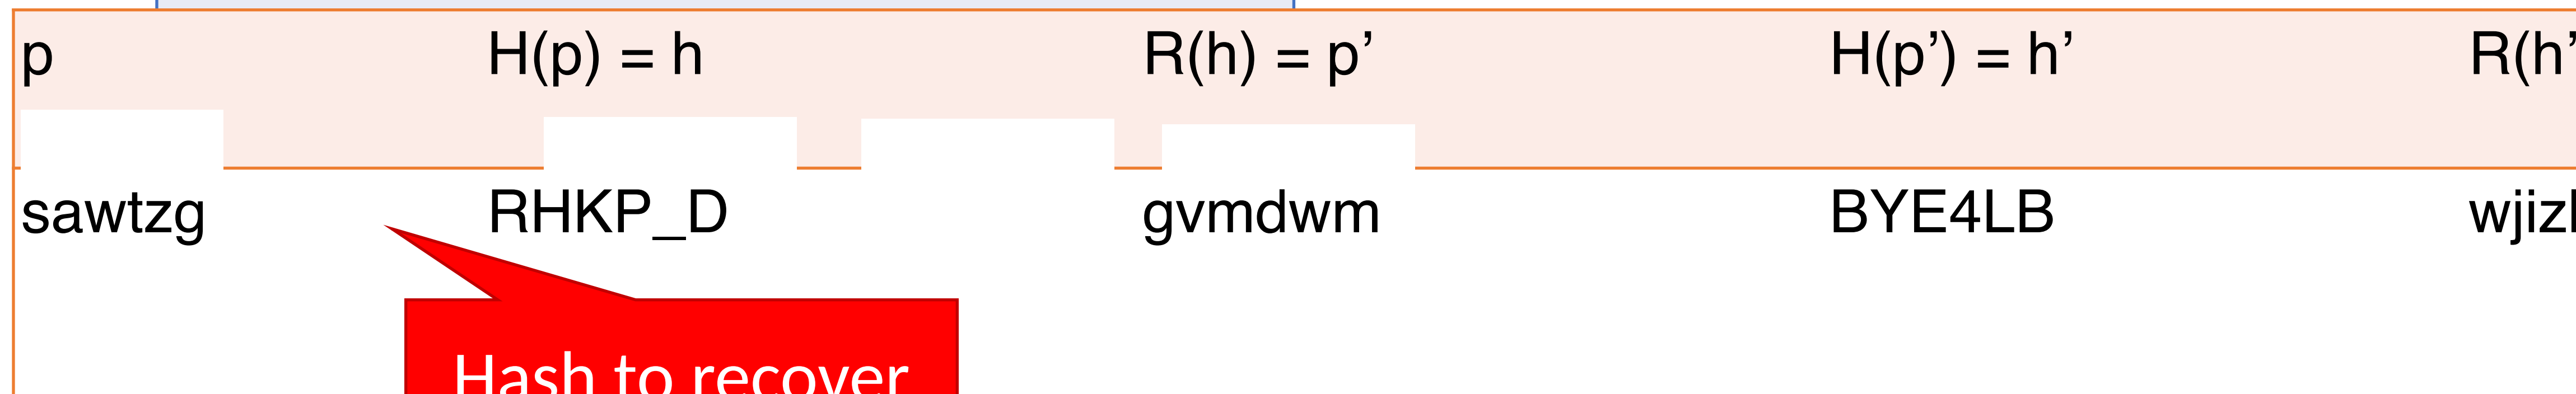 p H(p) = h R(h) = p’ H(p’) = h’ R(h’
sawtzg RHKP_D gvmdwm BYE4LB
Hash to recover